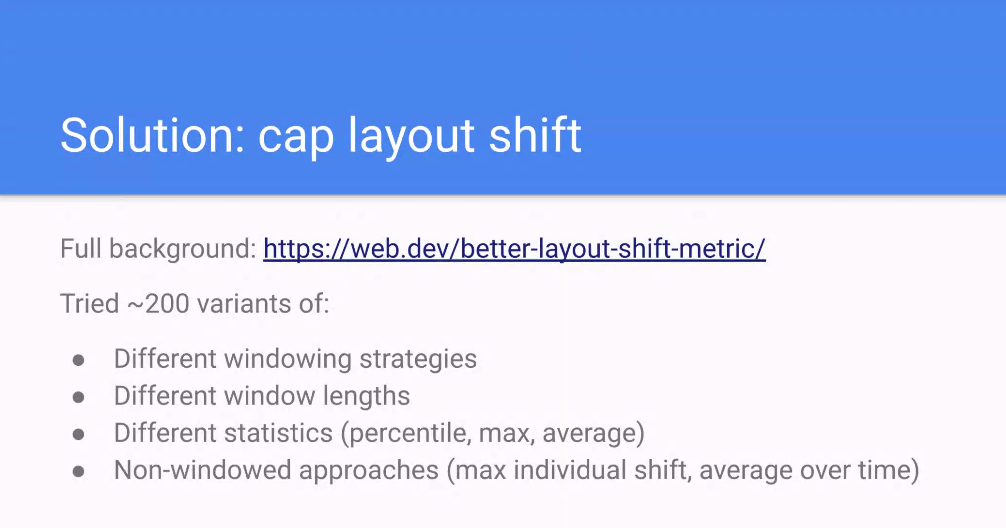 Solution: cap layout shift
Full background: https://web.dev/better-layout-shift-metric/
Tried ~200 variants of:
● Different windowing strategies
● Different window lengths
● Different statistics (percentile, max, average)
● Non-windowed approaches (max individual shift, average over time)